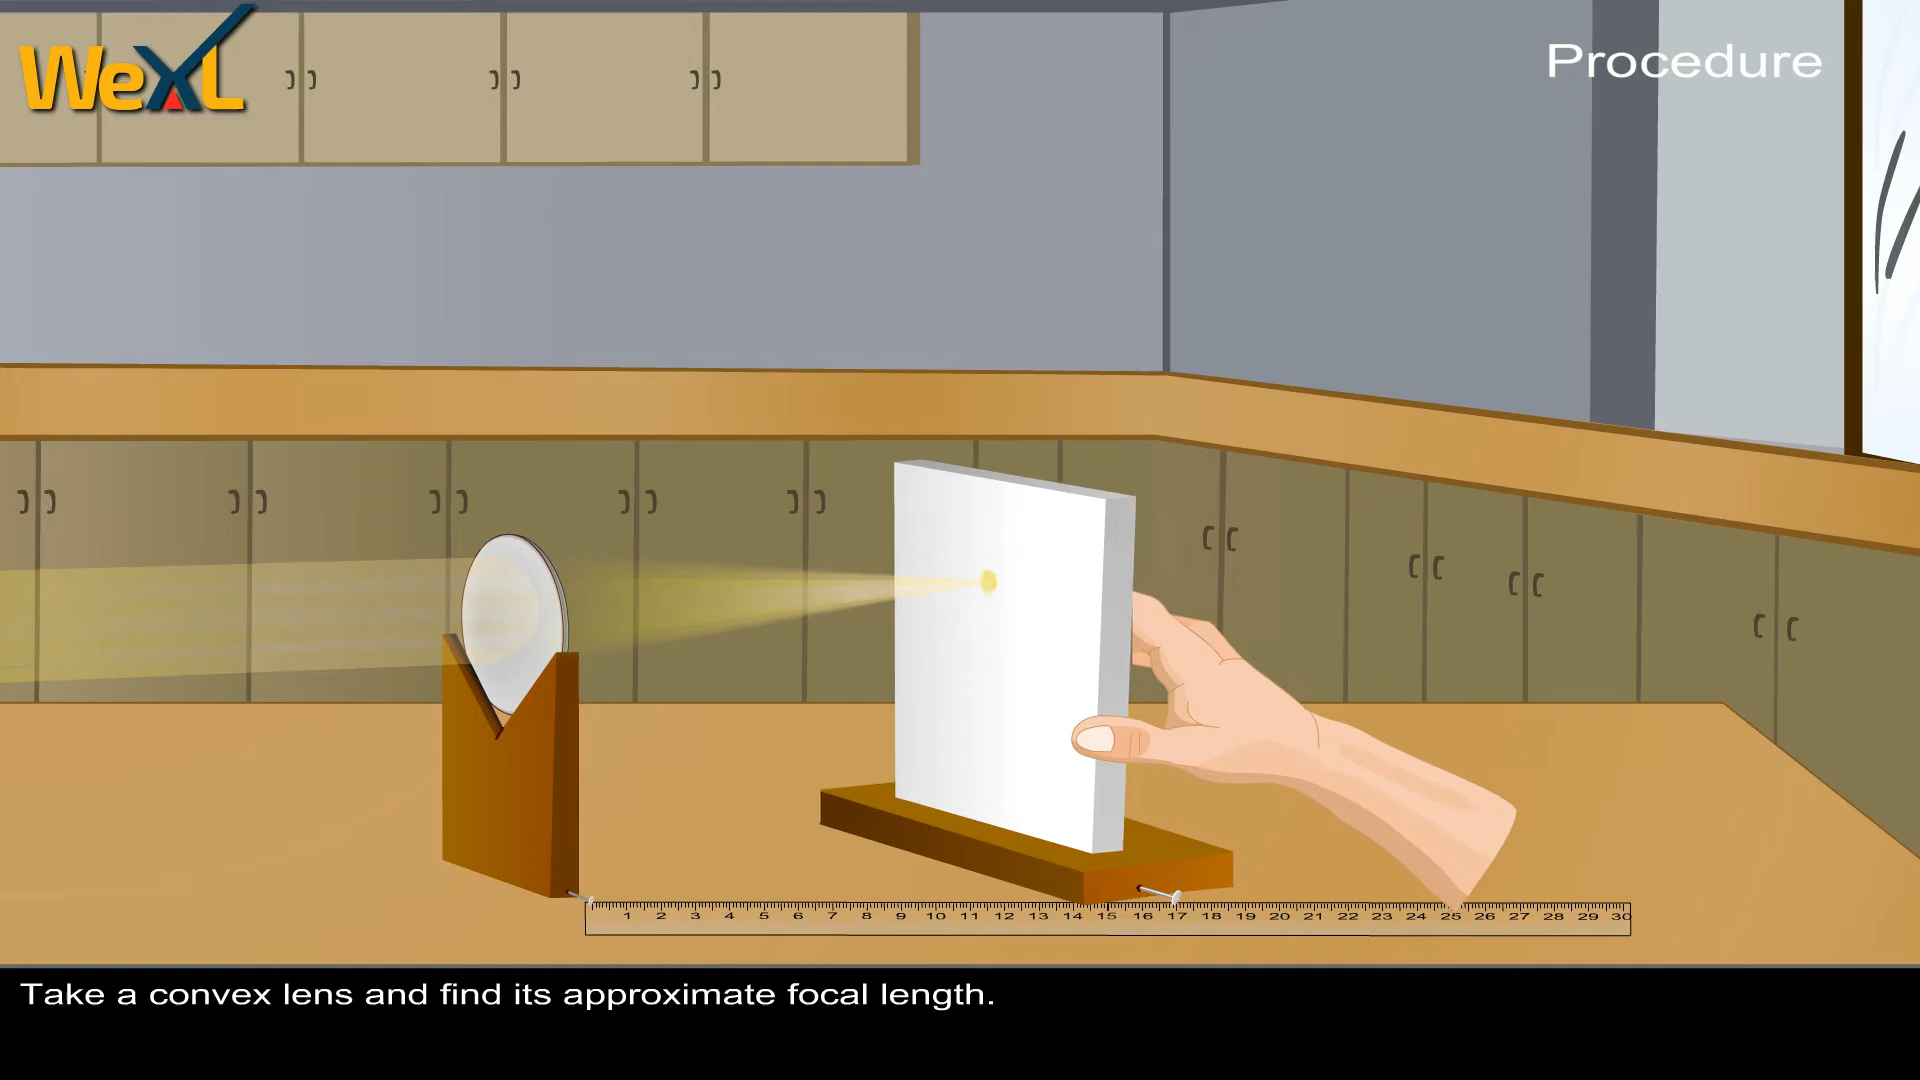 WeXL
Procedure
1 2 3 4 5 6 7 8 9 10 11 12 13 14 15 16 17 18 19 20 21 22 23 24 25 26 27 28 29 30
Take a convex lens and find its approximate focal length.